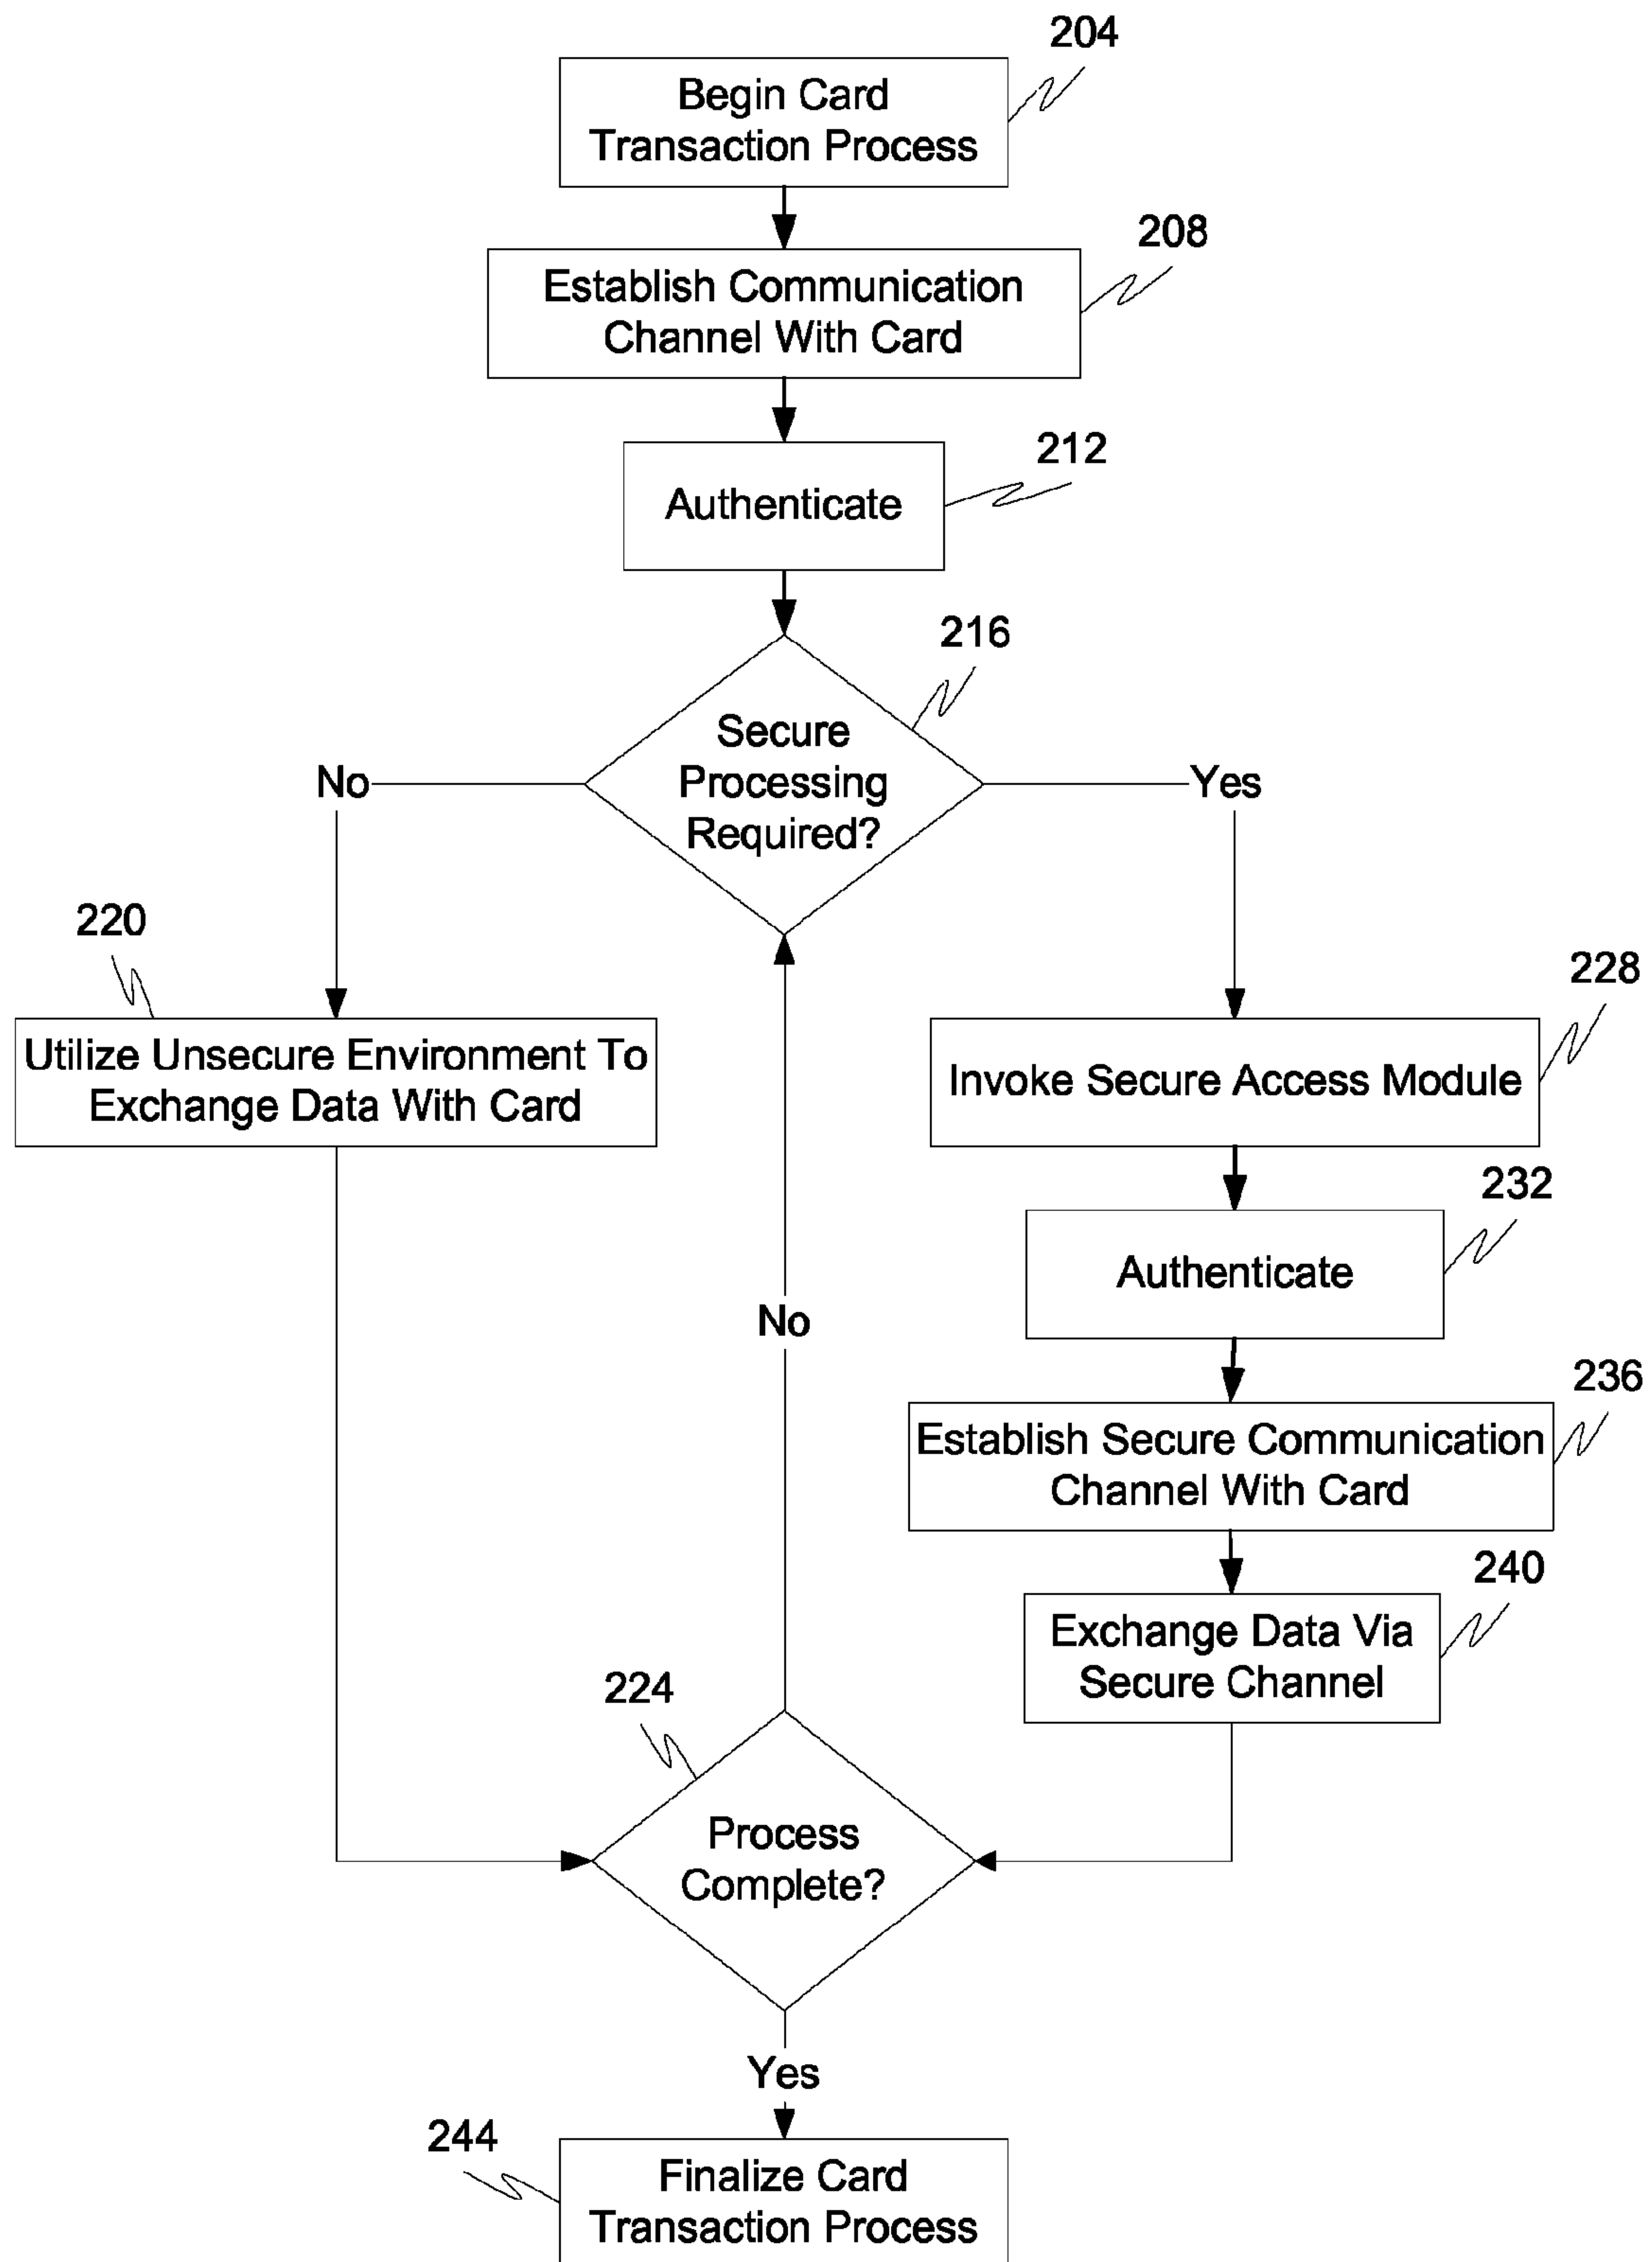 204
Begin Card
Transaction Process
208
Establish Communication
Channel With Card
212
Authenticate
216
Secure
Processing
Required?
No
Yes
220
Utilize Unsecure Environment To
Exchange Data With Card
228
Invoke Secure Access Module
232
Authenticate
No
236
Establish Secure Communication
Channel With Card
240
Exchange Data Via
Secure Channel
224
Process
Complete?
Yes
244
Finalize Card
Transaction Process